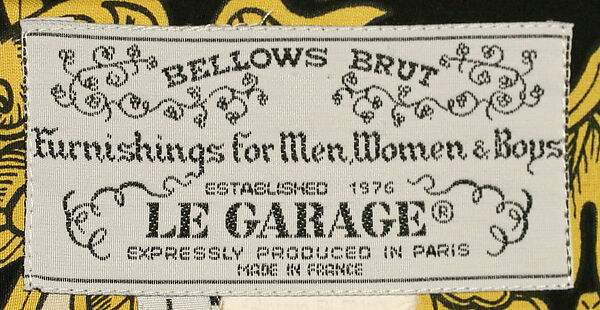 BELLOWS BRUT
Furnishings for Men, Women & Boys
ESTABLISHED 1976
LE GARAGE®
EXPRESSLY PRODUCED IN PARIS
MADE IN FRANCE